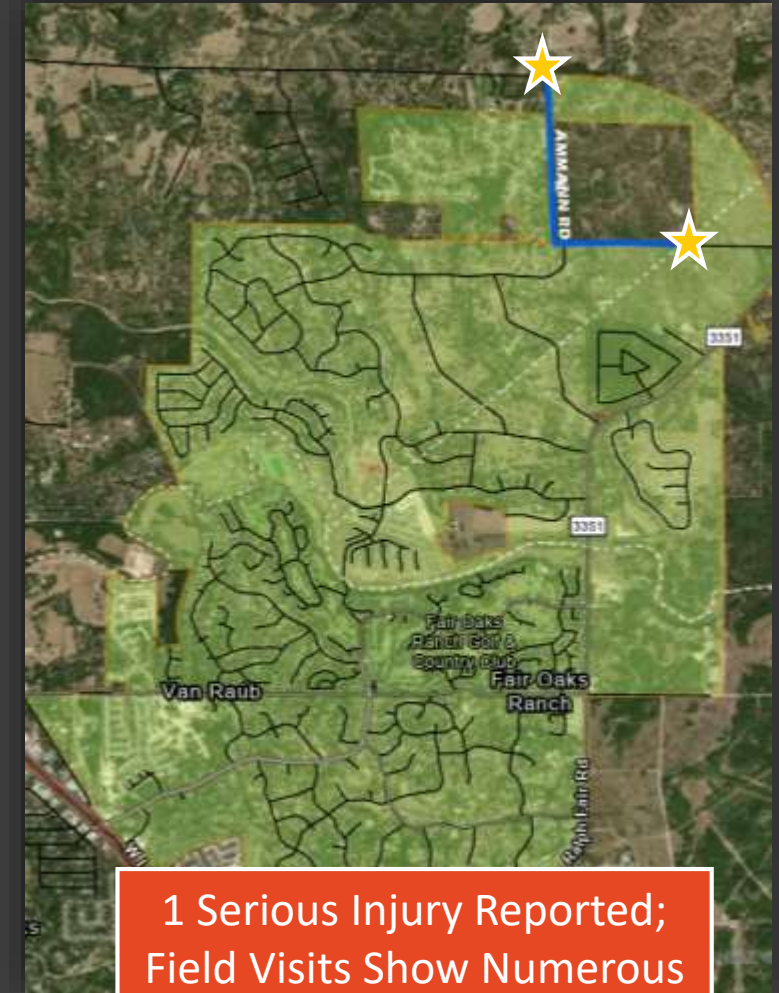 AMMANN RD
3351
3351
Fair Oaks
Ranch Golf &
Country Club
Van Raub
Fair Oaks
Ranch
Ralph Fair Rd
1 Serious Injury Reported;
Field Visits Show Numerous